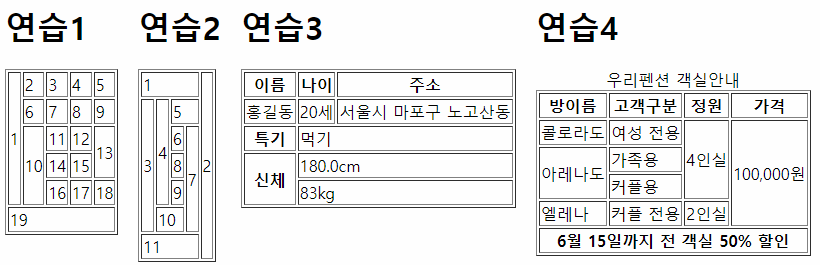 연습1
1 2 3 4 5
6 7 8 9
10 11 12 13
14 15
16 17 18
19
연습2
1 2
3 4 5
6 7
8
9
10
11
연습3
이름 나이 주소
홍길동 20세 서울시 마포구 노고산동
특기 먹기
신체 180.0cm
83kg
연습4
우리펜션 객실안내
방이름 고객구분 정원 가격
콜로라도 여성 전용 4인실 100,000원
아레나도 가족용
커플용
엘레나 커플 전용 2인실
6월 15일까지 전 객실 50% 할인